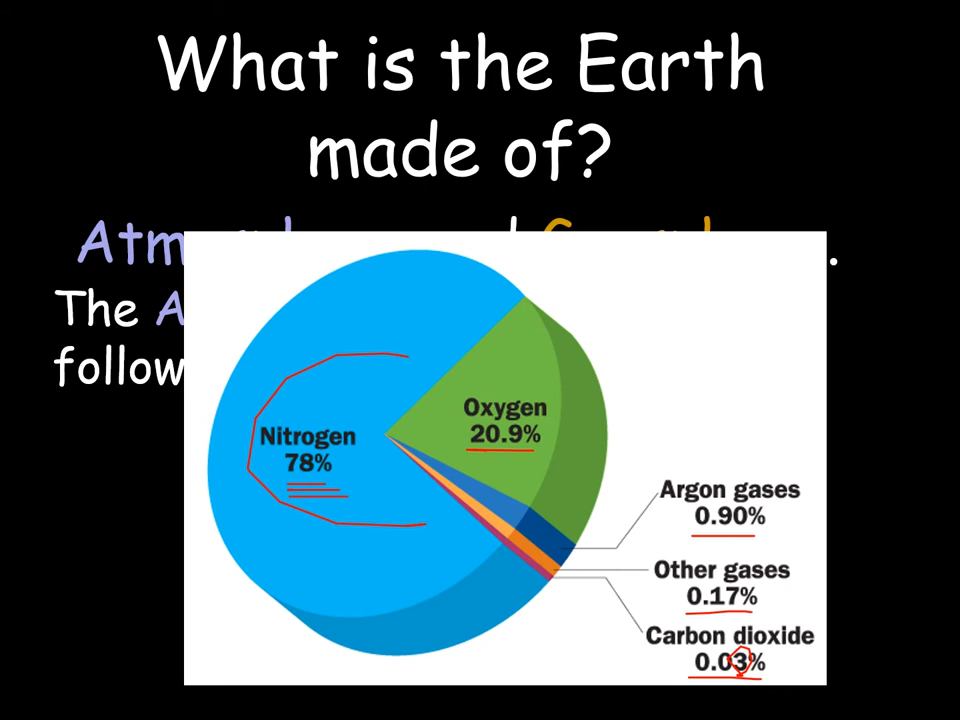 What is the Earth
made of?
The
follow
Nitrogen
78%
Oxygen
20.9%
Argon gases
0.90%
Other gases
0.17%
Carbon dioxide
0.03%